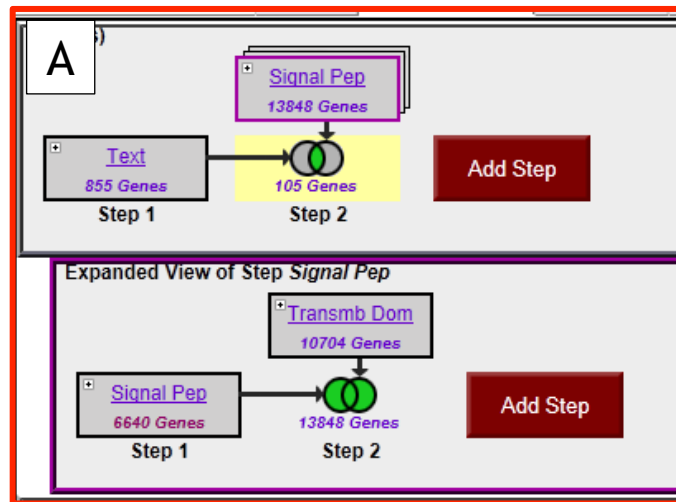 A
s)
Signal Pep
13848 Genes
Text
855 Genes
105 Genes
Add Step
Step 1
Step 2
Expanded View of Step Signal Pep
Transmb Dom
10704 Genes
Signal Pep
6640 Genes
13848 Genes
Add Step
Step 1
Step 2